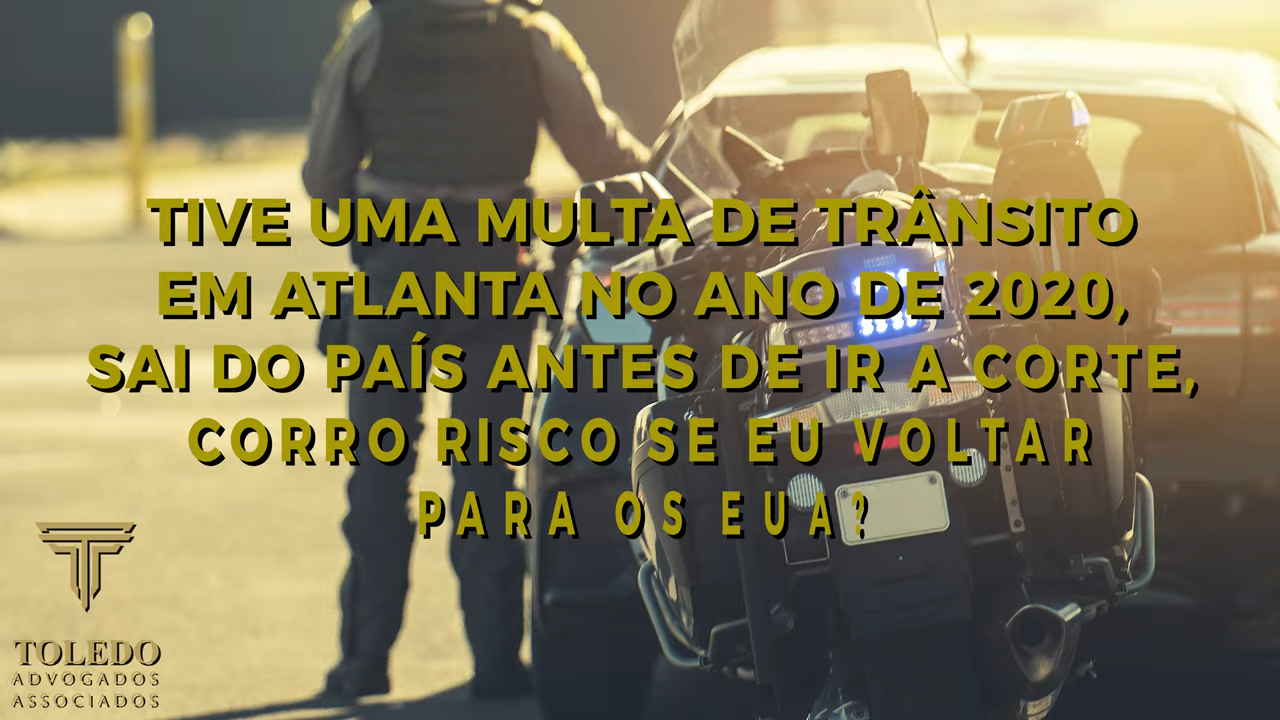 TIVE UMA MULTA DE TRÂNSITO
EM ATLANTA NO ANO DE 2020,
SAI DO PAÍS ANTES DE IR A CORTE,
CORRO RISCO SE EU VOLTAR
PARA OS EUA?
TOLEDO
ADVOGADOS
ASSOCIADOS